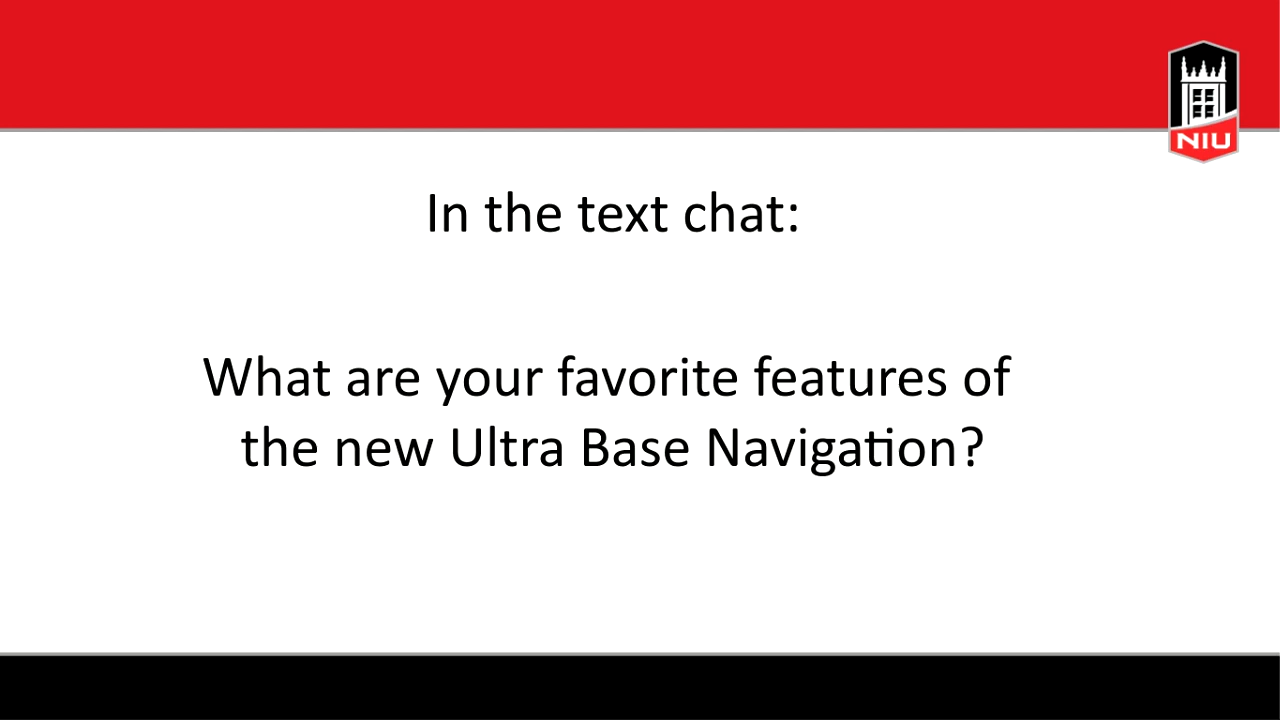 NIU
In the text chat:
What are your favorite features of
the new Ultra Base Navigation?